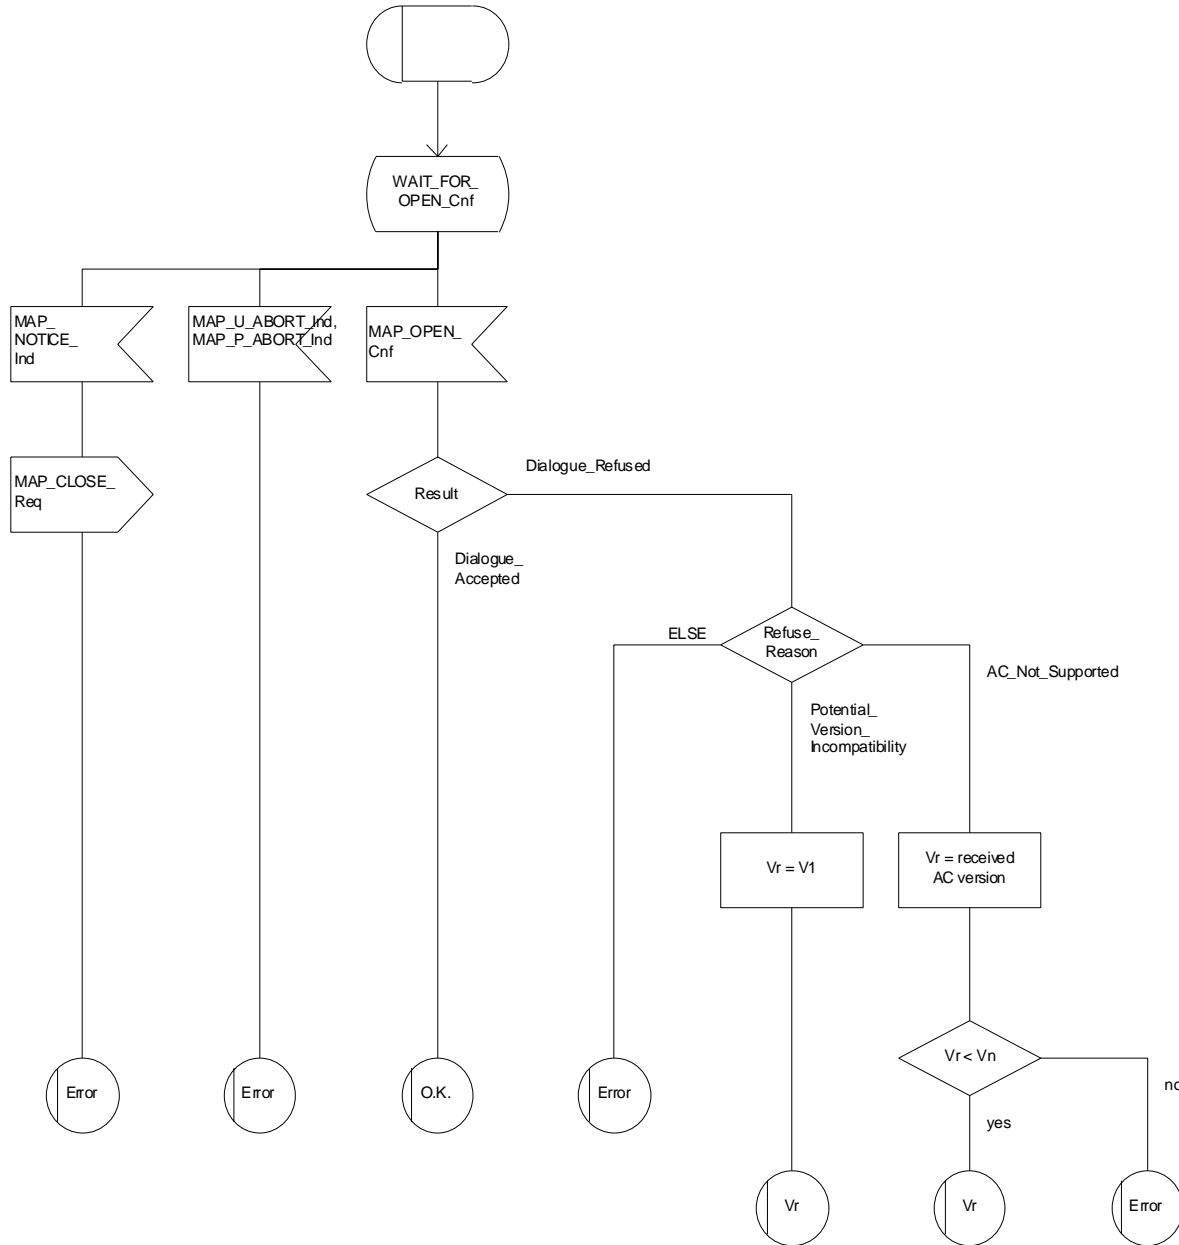 WAIT_FOR_
OPEN_Cnf
MAP_
NOTICE_
Ind
MAP_U_ABORT_Ind,
MAP_P_ABORT_Ind
MAP_OPEN_
Cnf
MAP_CLOSE_
Req
Result
Dialogue_Refused
Dialogue_
Accepted
ELSE
Refuse_
Reason
AC_Not_Supported
Potential_
Version_
Incompatibility
Vr = V1
Vr = received
AC version
Vr < Vn
no
yes
Error
Error
O.K.
Error
Vr
Vr
Error